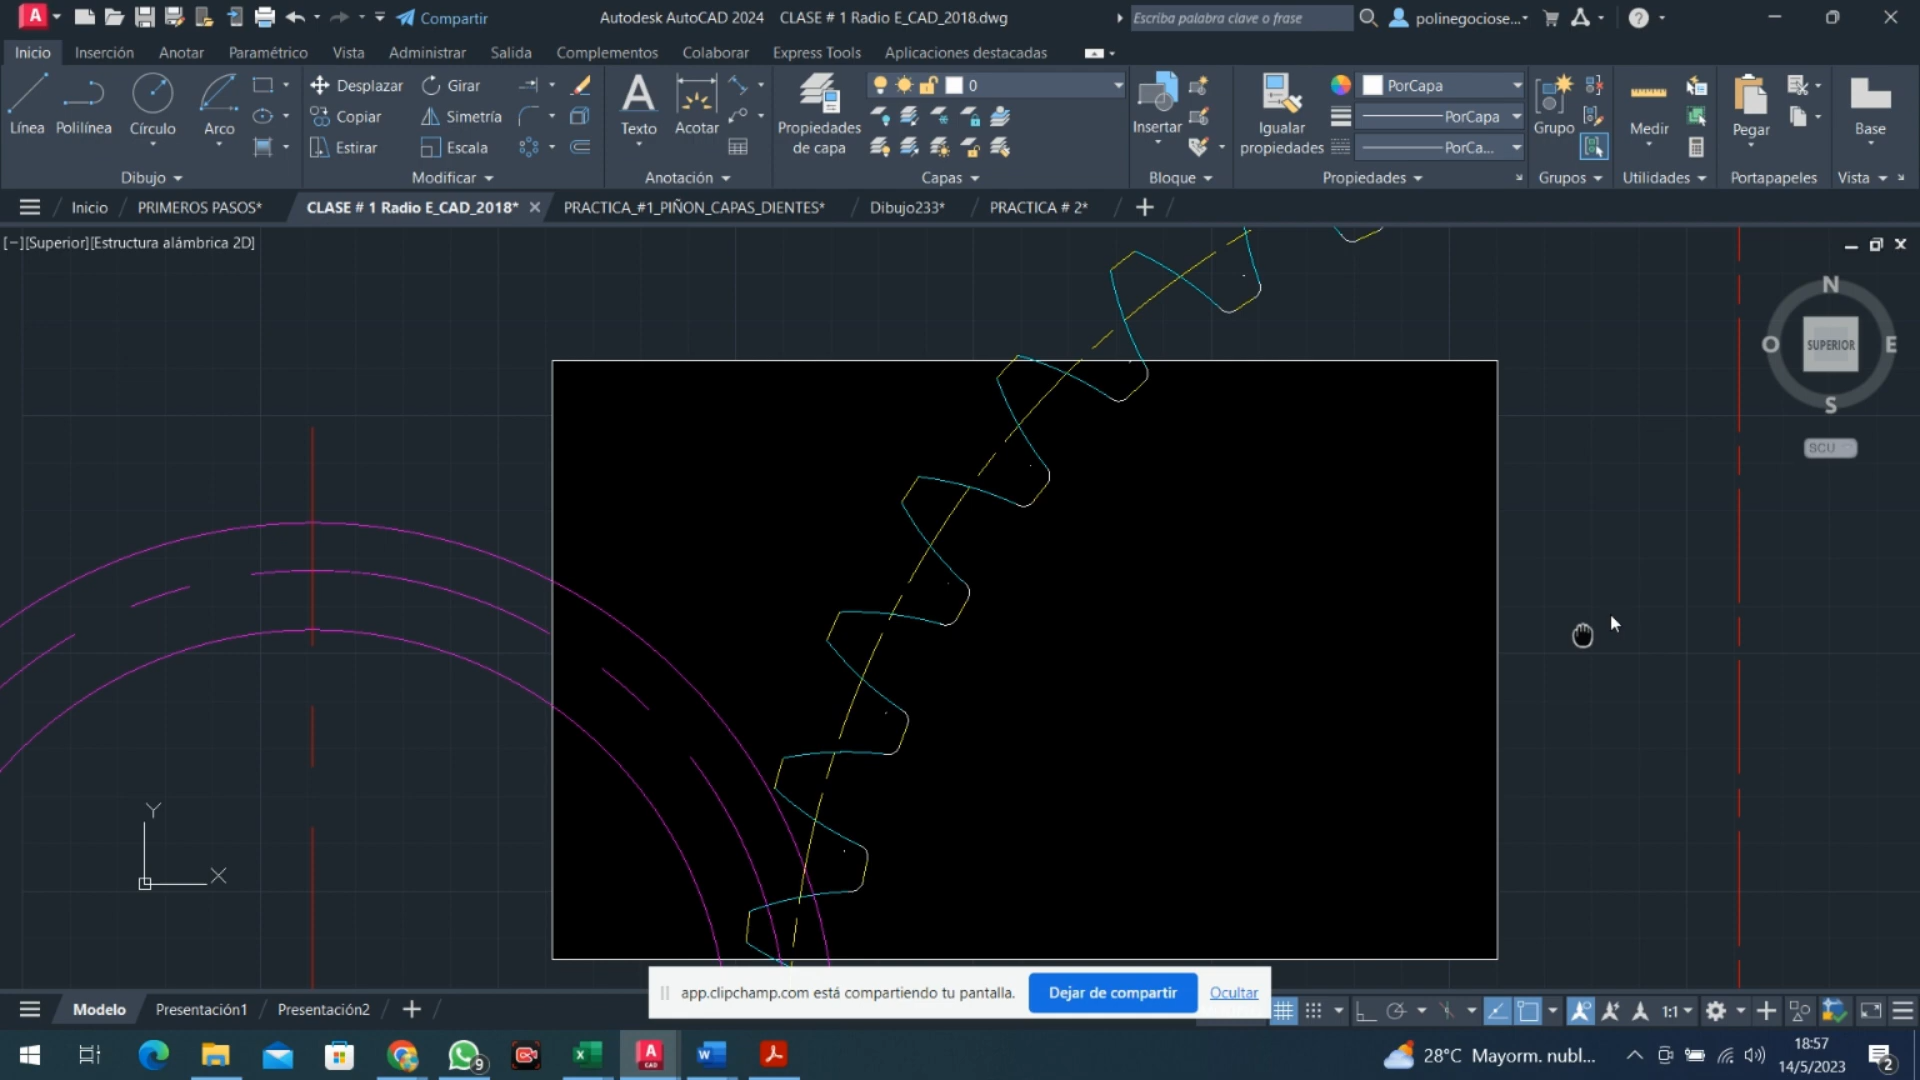 Compartir
Autodesk AutoCAD 2024 CLASE # 1 Radio E_CAD_2018.dwg
Escriba palabra clave o frase
polinegociose...
Inicio Inserción Anotar Paramétrico Vista Administrar Salida Complementos Colaborar Express Tools Aplicaciones destacadas
Línea Polilínea Círculo Arco
Desplazar Girar
Copiar Simetría
Estirar Escala
Texto Acotar
Propiedades de capa
0
Insertar
Igualar propiedades
PorCapa
PorCapa
PorCa...
Grupo
Medir
Pegar
Base
Dibujo Modificar Anotación Capas Bloque Propiedades Grupos Utilidades Portapapeles Vista
Inicio PRIMEROS PASOS* CLASE # 1 Radio E_CAD_2018* PRACTICA_#1_PIÑON_CAPAS_DIENTES* Dibujo233* PRACTICA # 2*
[−][Superior][Estructura alámbrica 2D]
N
O SUPERIOR E
S
SCU
Y
X
app.clipchamp.com está compartiendo tu pantalla. Dejar de compartir Ocultar
Modelo Presentación1 Presentación2
1:1
9
A
CAD
28°C Mayorm. nubl...
18:57
14/5/2023
2